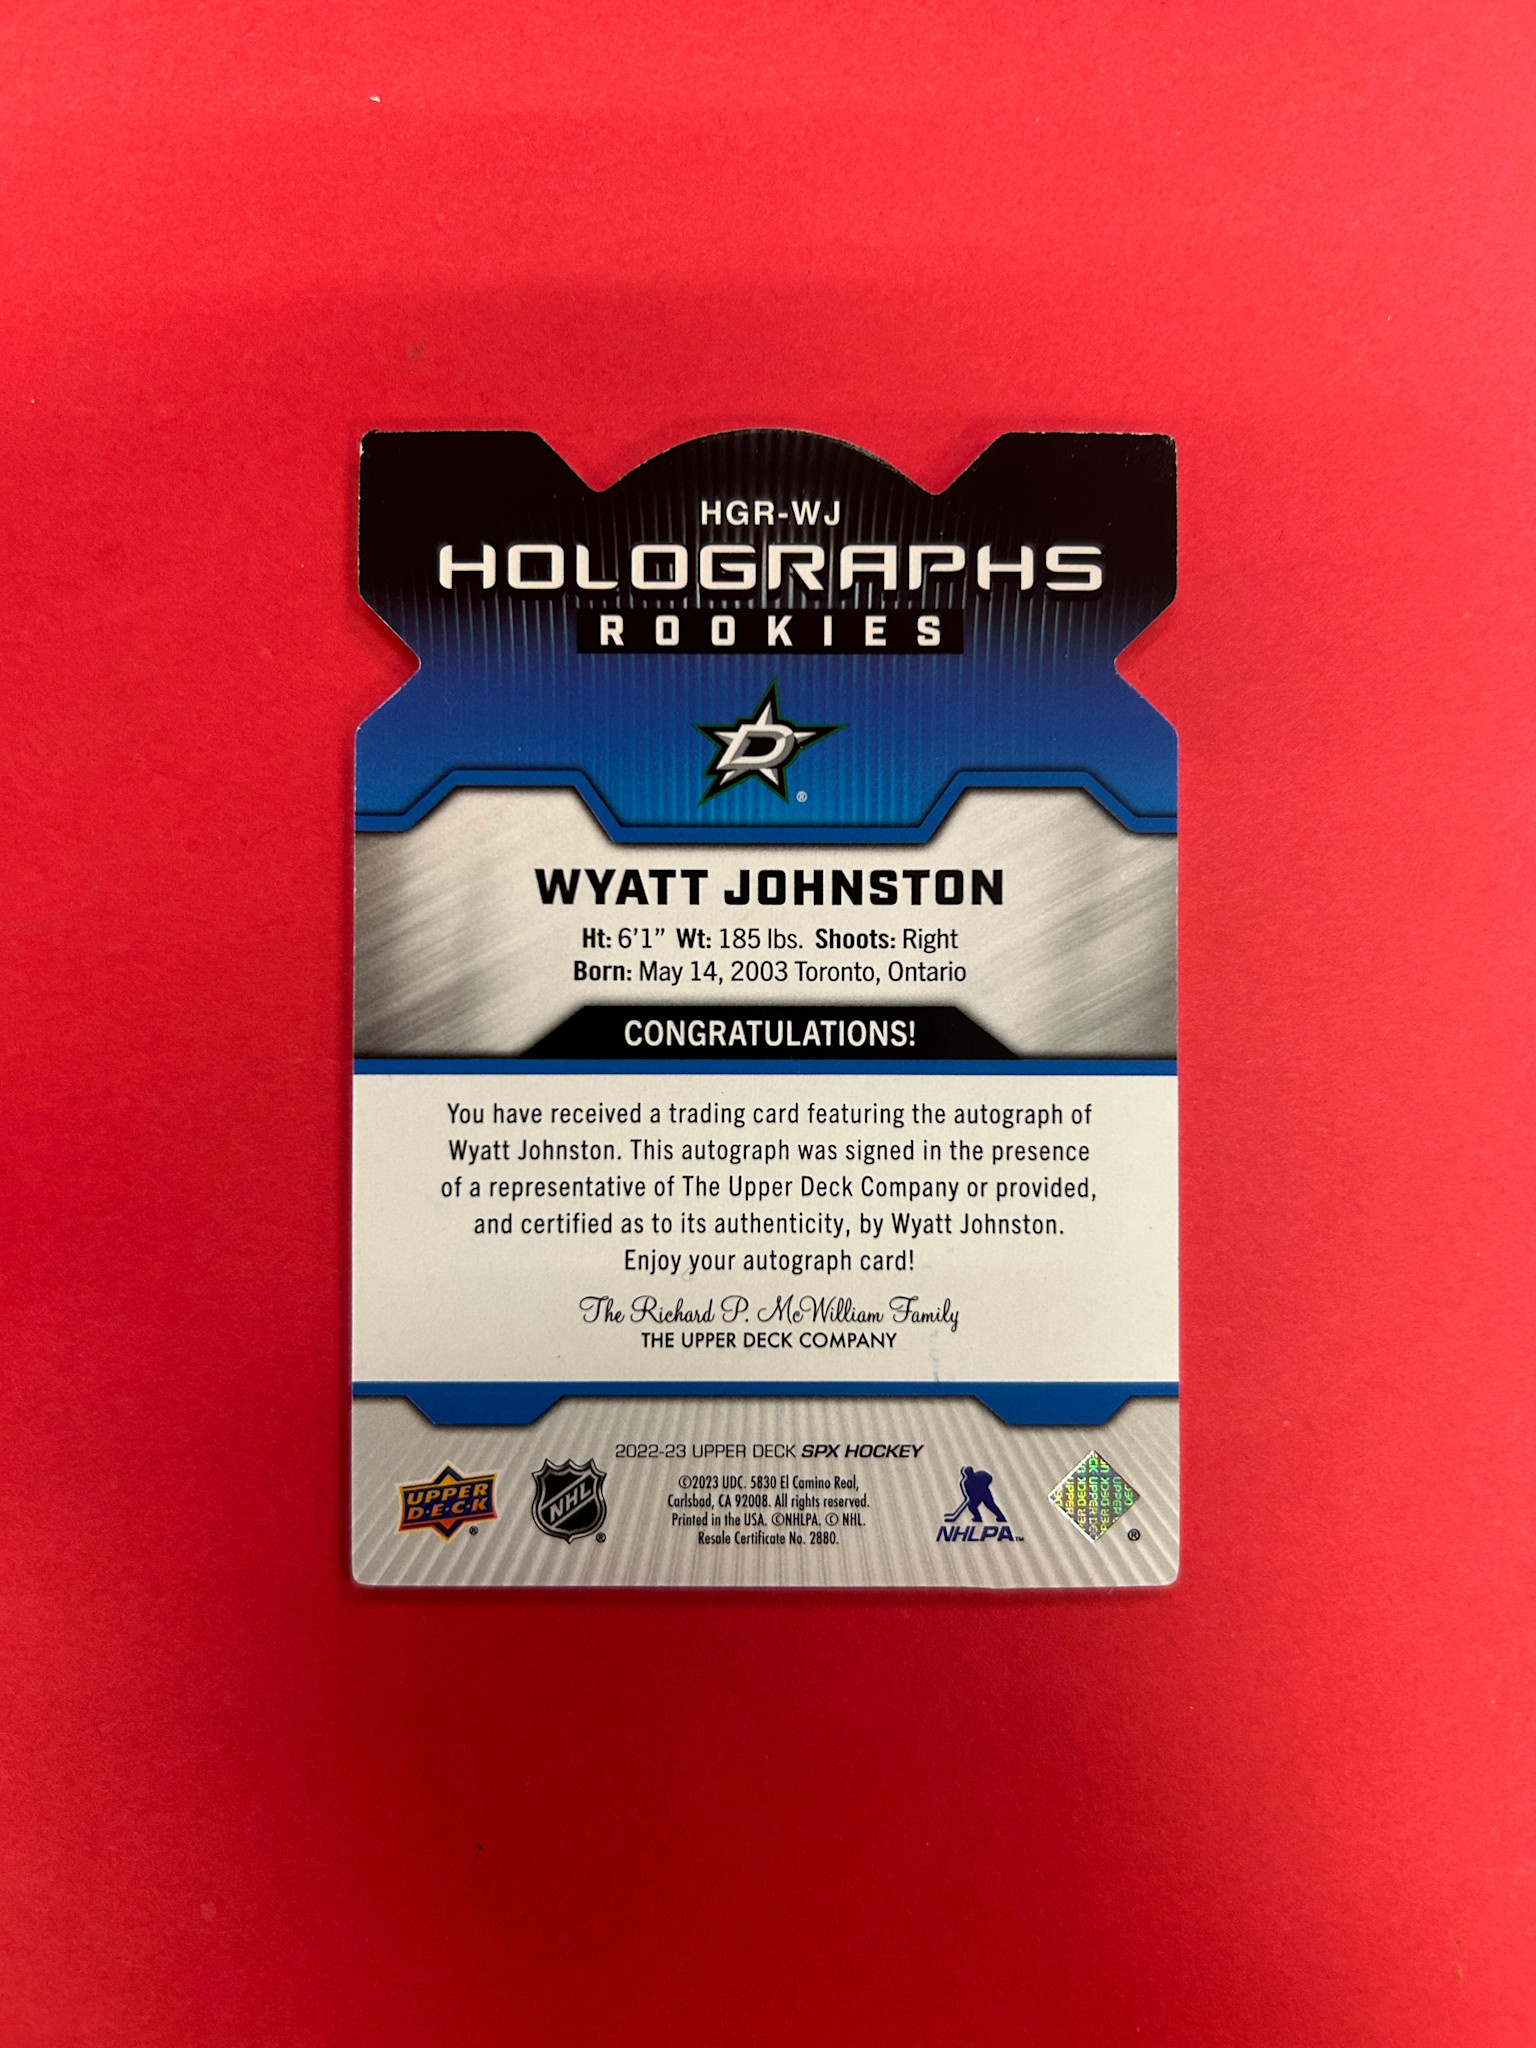 HGR-WJ
HOLOGRAPHS
ROOKIES
D
®
WYATT JOHNSTON
Ht: 6'1" Wt: 185 lbs. Shoots: Right
Born: May 14, 2003 Toronto, Ontario
CONGRATULATIONS!
You have received a trading card featuring the autograph of
Wyatt Johnston. This autograph was signed in the presence
of a representative of The Upper Deck Company or provided,
and certified as to its authenticity, by Wyatt Johnston.
Enjoy your autograph card!
The Richard P. McWilliam Family
THE UPPER DECK COMPANY
2022-23 UPPER DECK SPX HOCKEY
©2023 UDC. 5830 El Camino Real,
Carlsbad, CA 92008. All rights reserved.
Printed in the USA. ©NHLPA. © NHL.
Resale Certificate No. 2880.
UPPER
D·E·C·K ®
NHL ®
NHLPA™
UPPER DECK ®